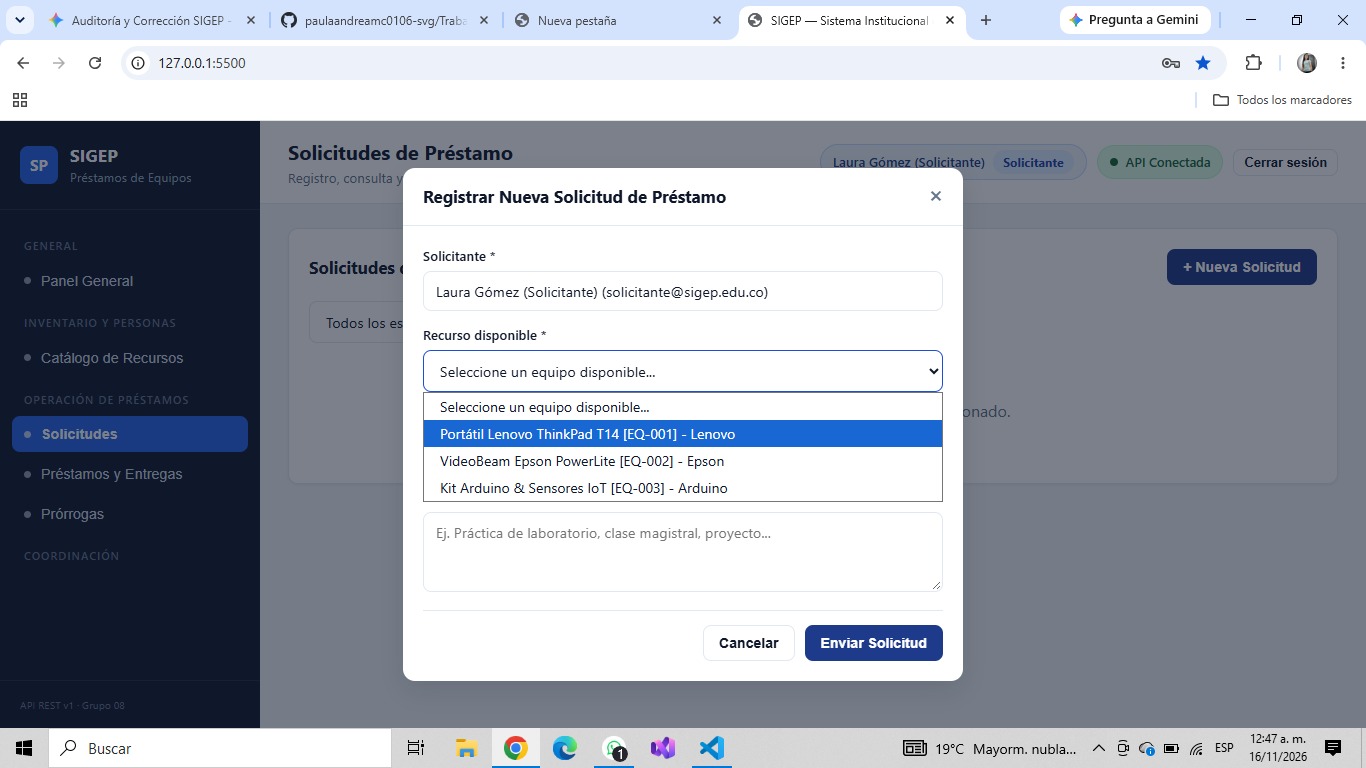 Auditoría y Corrección SIGEP -
paulaandreamc0106-svg/Traba
Nueva pestaña
SIGEP — Sistema Institucional
Pregunta a Gemini
127.0.0.1:5500
Todos los marcadores
SP
SIGEP
Préstamos de Equipos
Solicitudes de Préstamo
Registro, consulta y
Laura Gómez (Solicitante) Solicitante
API Conectada
Cerrar sesión
GENERAL
Panel General
INVENTARIO Y PERSONAS
Catálogo de Recursos
OPERACIÓN DE PRÉSTAMOS
Solicitudes
Préstamos y Entregas
Prórrogas
COORDINACIÓN
API REST v1 · Grupo 08
Solicitudes
+ Nueva Solicitud
Todos los es
onado.
Registrar Nueva Solicitud de Préstamo
Solicitante *
Laura Gómez (Solicitante) (solicitante@sigep.edu.co)
Recurso disponible *
Seleccione un equipo disponible...
Seleccione un equipo disponible...
Portátil Lenovo ThinkPad T14 [EQ-001] - Lenovo
VideoBeam Epson PowerLite [EQ-002] - Epson
Kit Arduino & Sensores IoT [EQ-003] - Arduino
Ej. Práctica de laboratorio, clase magistral, proyecto...
Cancelar
Enviar Solicitud
Buscar
1
19°C Mayorm. nubla...
ESP
12:47 a. m.
16/11/2026